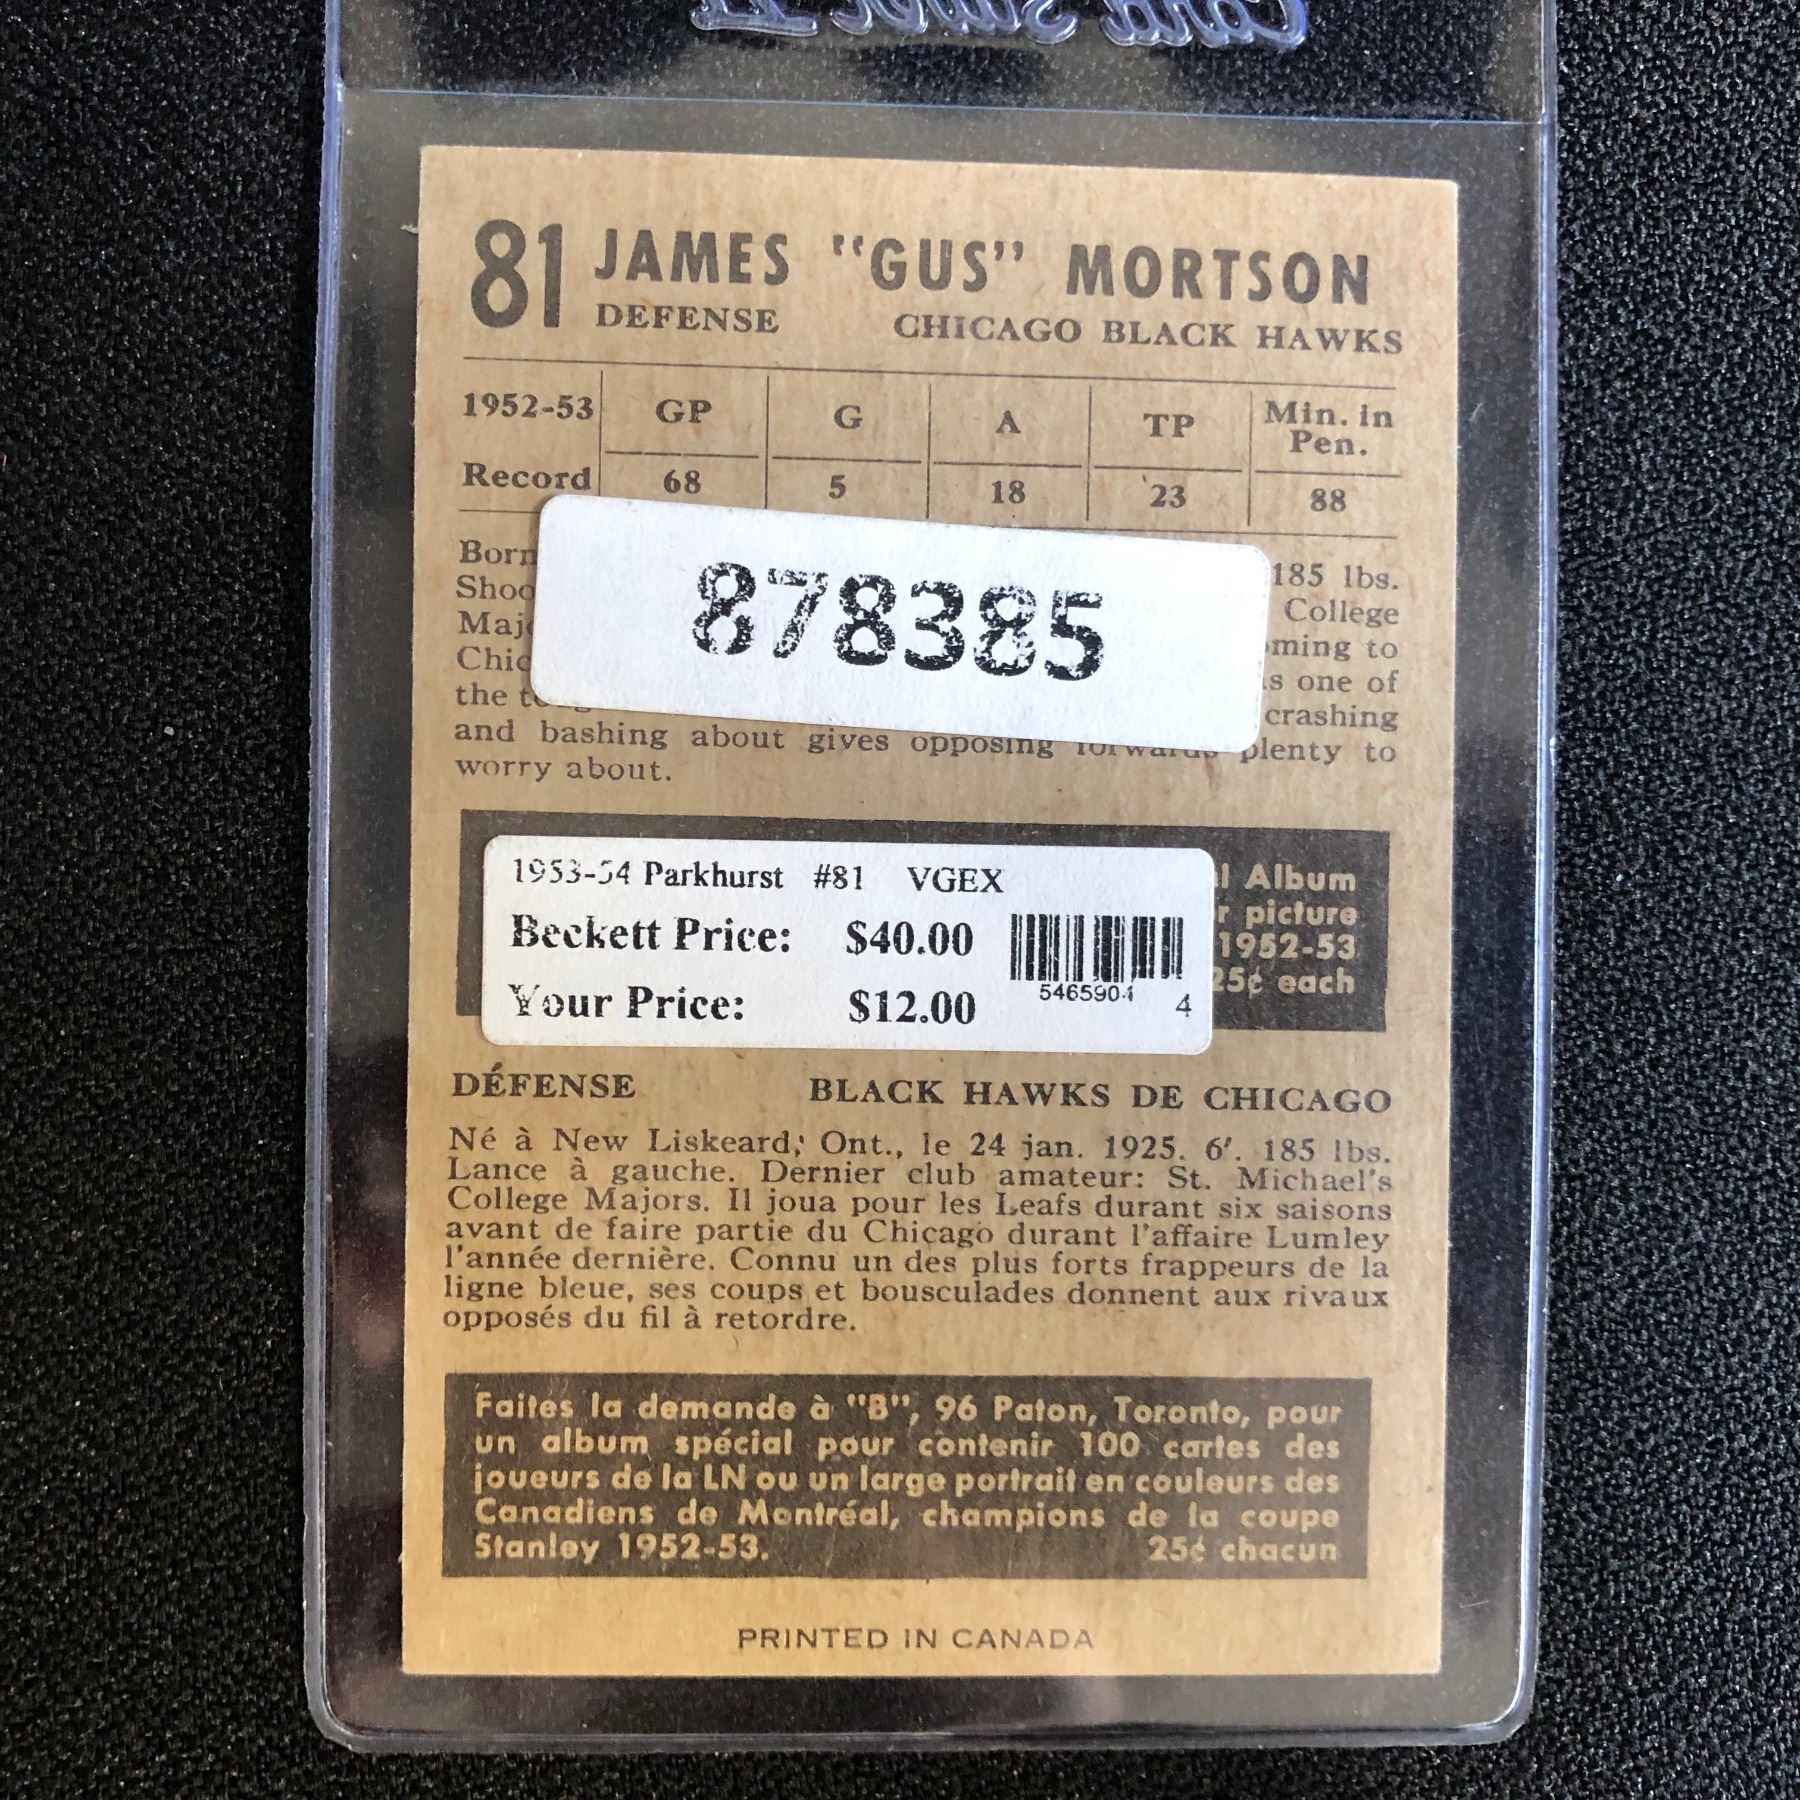 Card Saver II
81 JAMES "GUS" MORTSON
DEFENSE CHICAGO BLACK HAWKS
1952-53 GP G A TP Min. in Pen.
Record 68 5 18 23 88
Born 185 lbs.
878385
College
to
the one of
crashing
and bashing about gives opposing forwards plenty to
worry about.
1953-54 Parkhurst #81 VGEX
Album
Beckett Price: $40.00
picture
1952-53
5465904
Your Price: $12.00
4
25¢ each
DÉFENSE BLACK HAWKS DE CHICAGO
Né à New Liskeard, Ont., le 24 jan. 1925. 6'. 185 lbs.
Lance à gauche. Dernier club amateur: St. Michael's
College Majors. Il joua pour les Leafs durant six saisons
avant de faire partie du Chicago durant l'affaire Lumley
l'année dernière. Connu un des plus forts frappeurs de la
ligne bleue, ses coups et bousculades donnent aux rivaux
opposés du fil à retordre.
Faites la demande à "B", 96 Paton, Toronto, pour
un album spécial pour contenir 100 cartes des
joueurs de la LN ou un large portrait en couleurs des
Canadiens de Montréal, champions de la coupe
Stanley 1952-53. 25¢ chacun
PRINTED IN CANADA